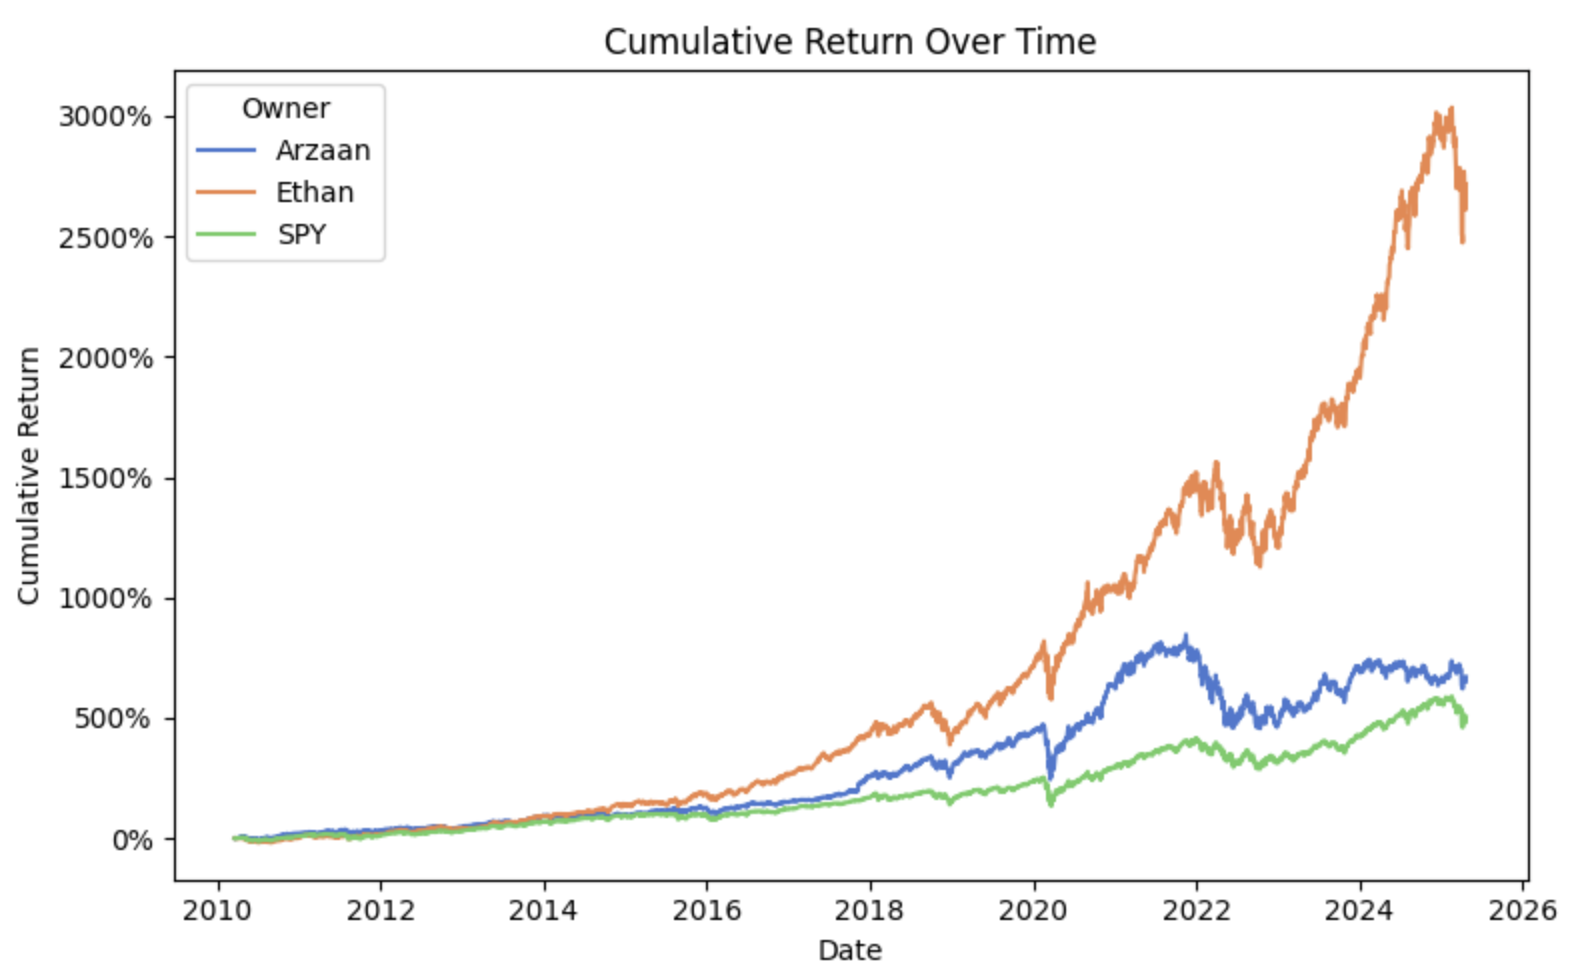 Cumulative Return Over Time
Owner
Arzaan
Ethan
SPY
Cumulative Return
3000%
2500%
2000%
1500%
1000%
500%
0%
2010 2012 2014 2016 2018 2020 2022 2024 2026
Date